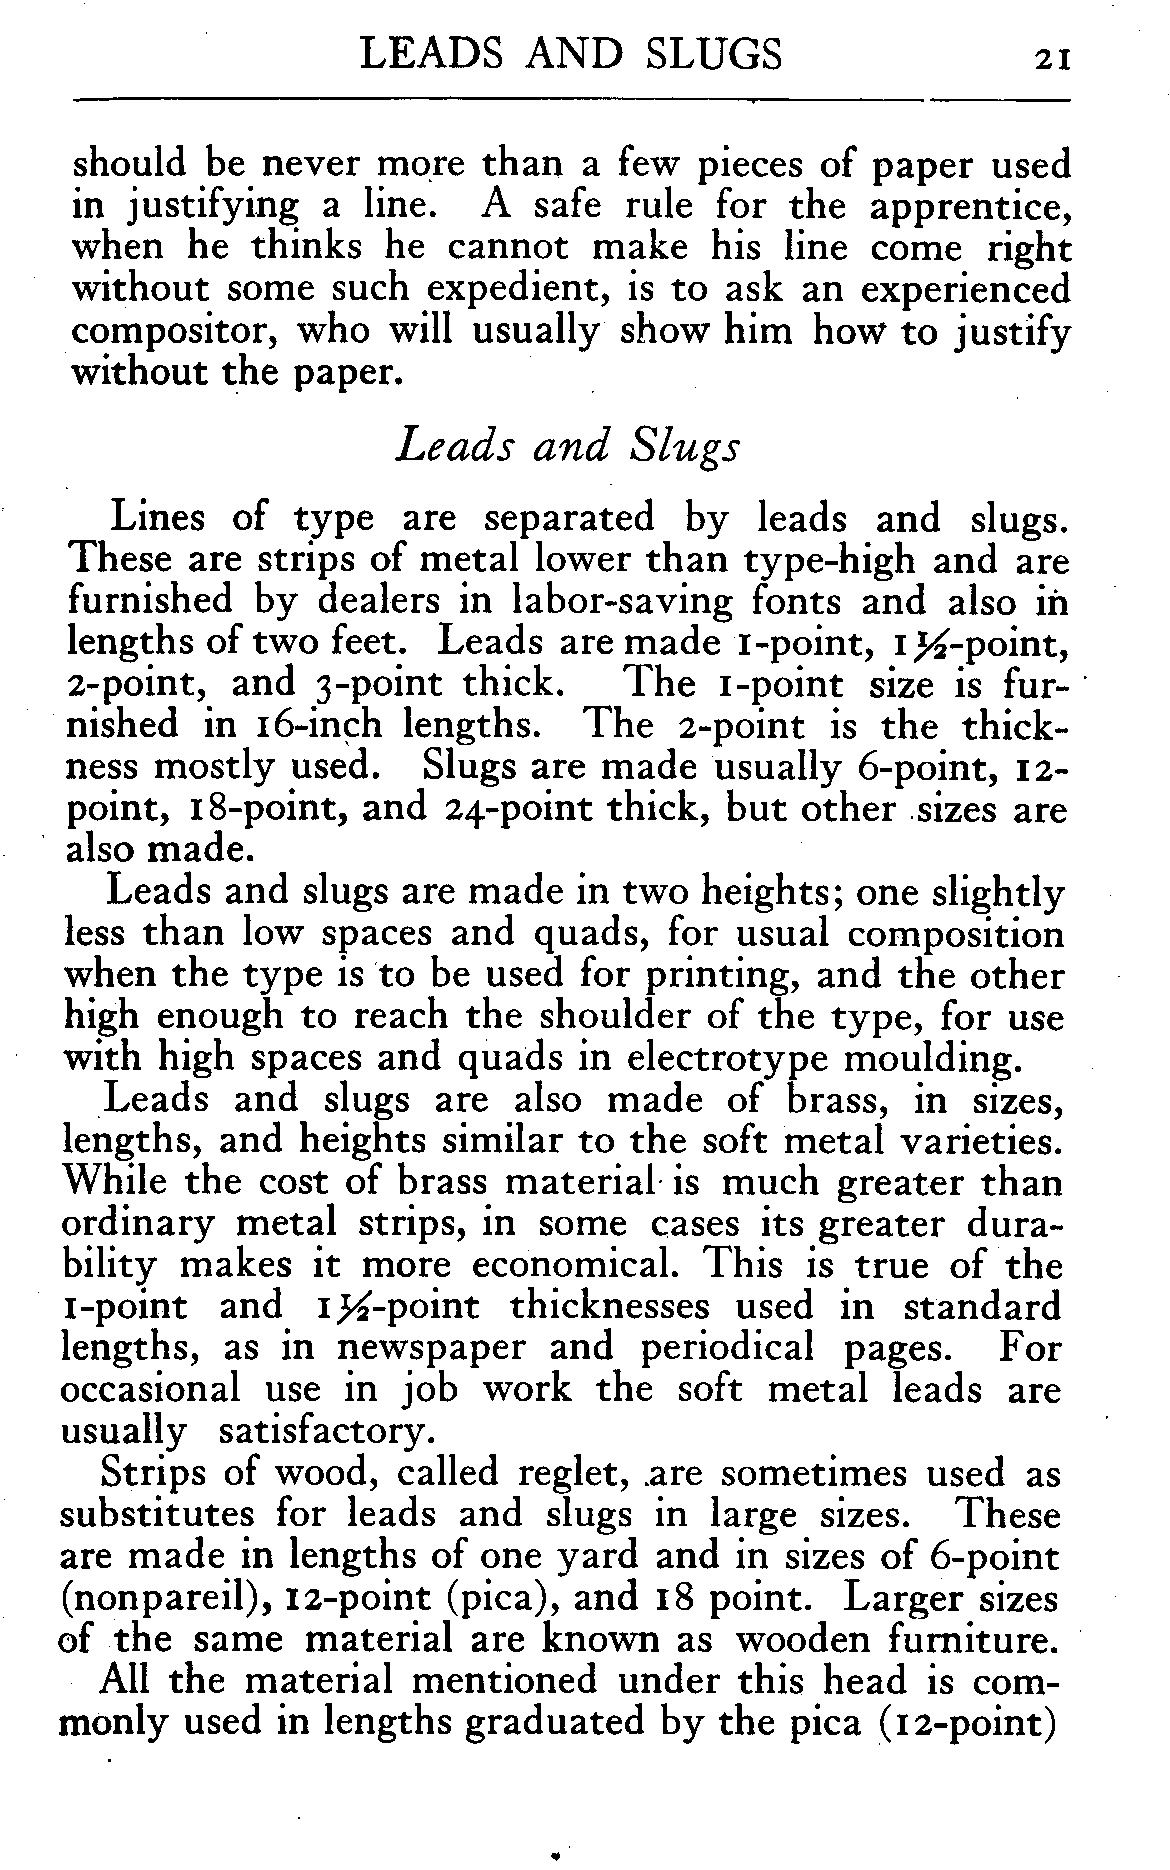 LEADS AND SLUGS 21
should be never more than a few pieces of paper used
in justifying a line. A safe rule for the apprentice,
when he thinks he cannot make his line come right
without some such expedient, is to ask an experienced
compositor, who will usually show him how to justify
without the paper.
Leads and Slugs
Lines of type are separated by leads and slugs.
These are strips of metal lower than type-high and are
furnished by dealers in labor-saving fonts and also in
lengths of two feet. Leads are made 1-point, 1½-point,
2-point, and 3-point thick. The 1-point size is fur-
nished in 16-inch lengths. The 2-point is the thick-
ness mostly used. Slugs are made usually 6-point, 12-
point, 18-point, and 24-point thick, but other sizes are
also made.
Leads and slugs are made in two heights; one slightly
less than low spaces and quads, for usual composition
when the type is to be used for printing, and the other
high enough to reach the shoulder of the type, for use
with high spaces and quads in electrotype moulding.
Leads and slugs are also made of brass, in sizes,
lengths, and heights similar to the soft metal varieties.
While the cost of brass material is much greater than
ordinary metal strips, in some cases its greater dura-
bility makes it more economical. This is true of the
1-point and 1½-point thicknesses used in standard
lengths, as in newspaper and periodical pages. For
occasional use in job work the soft metal leads are
usually satisfactory.
Strips of wood, called reglet, are sometimes used as
substitutes for leads and slugs in large sizes. These
are made in lengths of one yard and in sizes of 6-point
(nonpareil), 12-point (pica), and 18 point. Larger sizes
of the same material are known as wooden furniture.
All the material mentioned under this head is com-
monly used in lengths graduated by the pica (12-point)